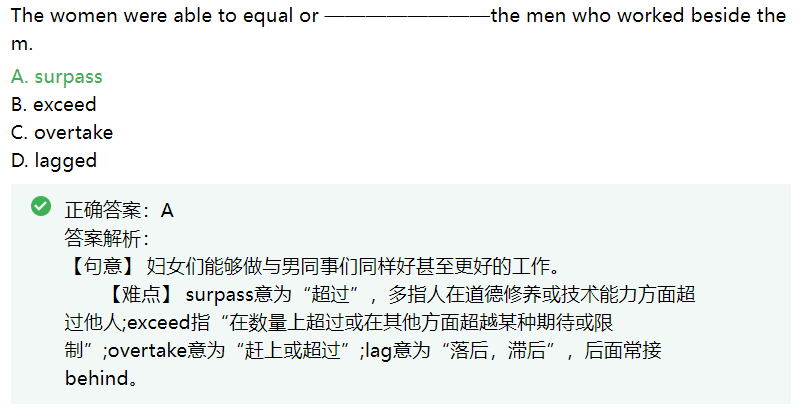 The women were able to equal or ————————the men who worked beside the
m.
A. surpass
B. exceed
C. overtake
D. lagged
正确答案：A
答案解析：
【句意】 妇女们能够做与男同事们同样好甚至更好的工作。
【难点】 surpass意为“超过”，多指人在道德修养或技术能力方面超
过他人;exceed指“在数量上超过或在其他方面超越某种期待或限
制”;overtake意为“赶上或超过”;lag意为“落后，滞后”，后面常接
behind。